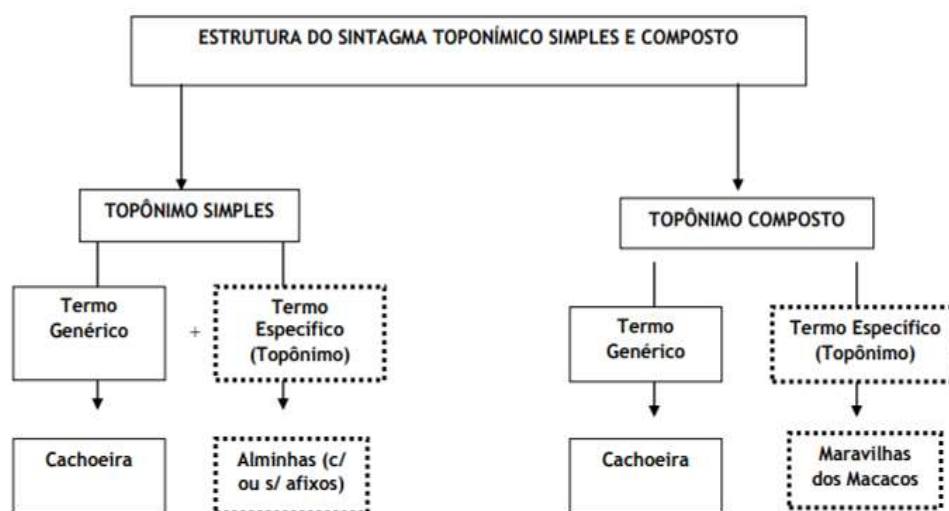 ESTRUTURA DO SINTAGMA TOPONÍMICO SIMPLES E COMPOSTO
TOPÔNIMO SIMPLES
TOPÔNIMO COMPOSTO
Termo
Genérico
+
Termo
Específico
(Topônimo)
Termo
Genérico
Termo Específico
(Topônimo)
Cachoeira
Alminhas (c/
ou s/ afixos)
Cachoeira
Maravilhas
dos Macacos